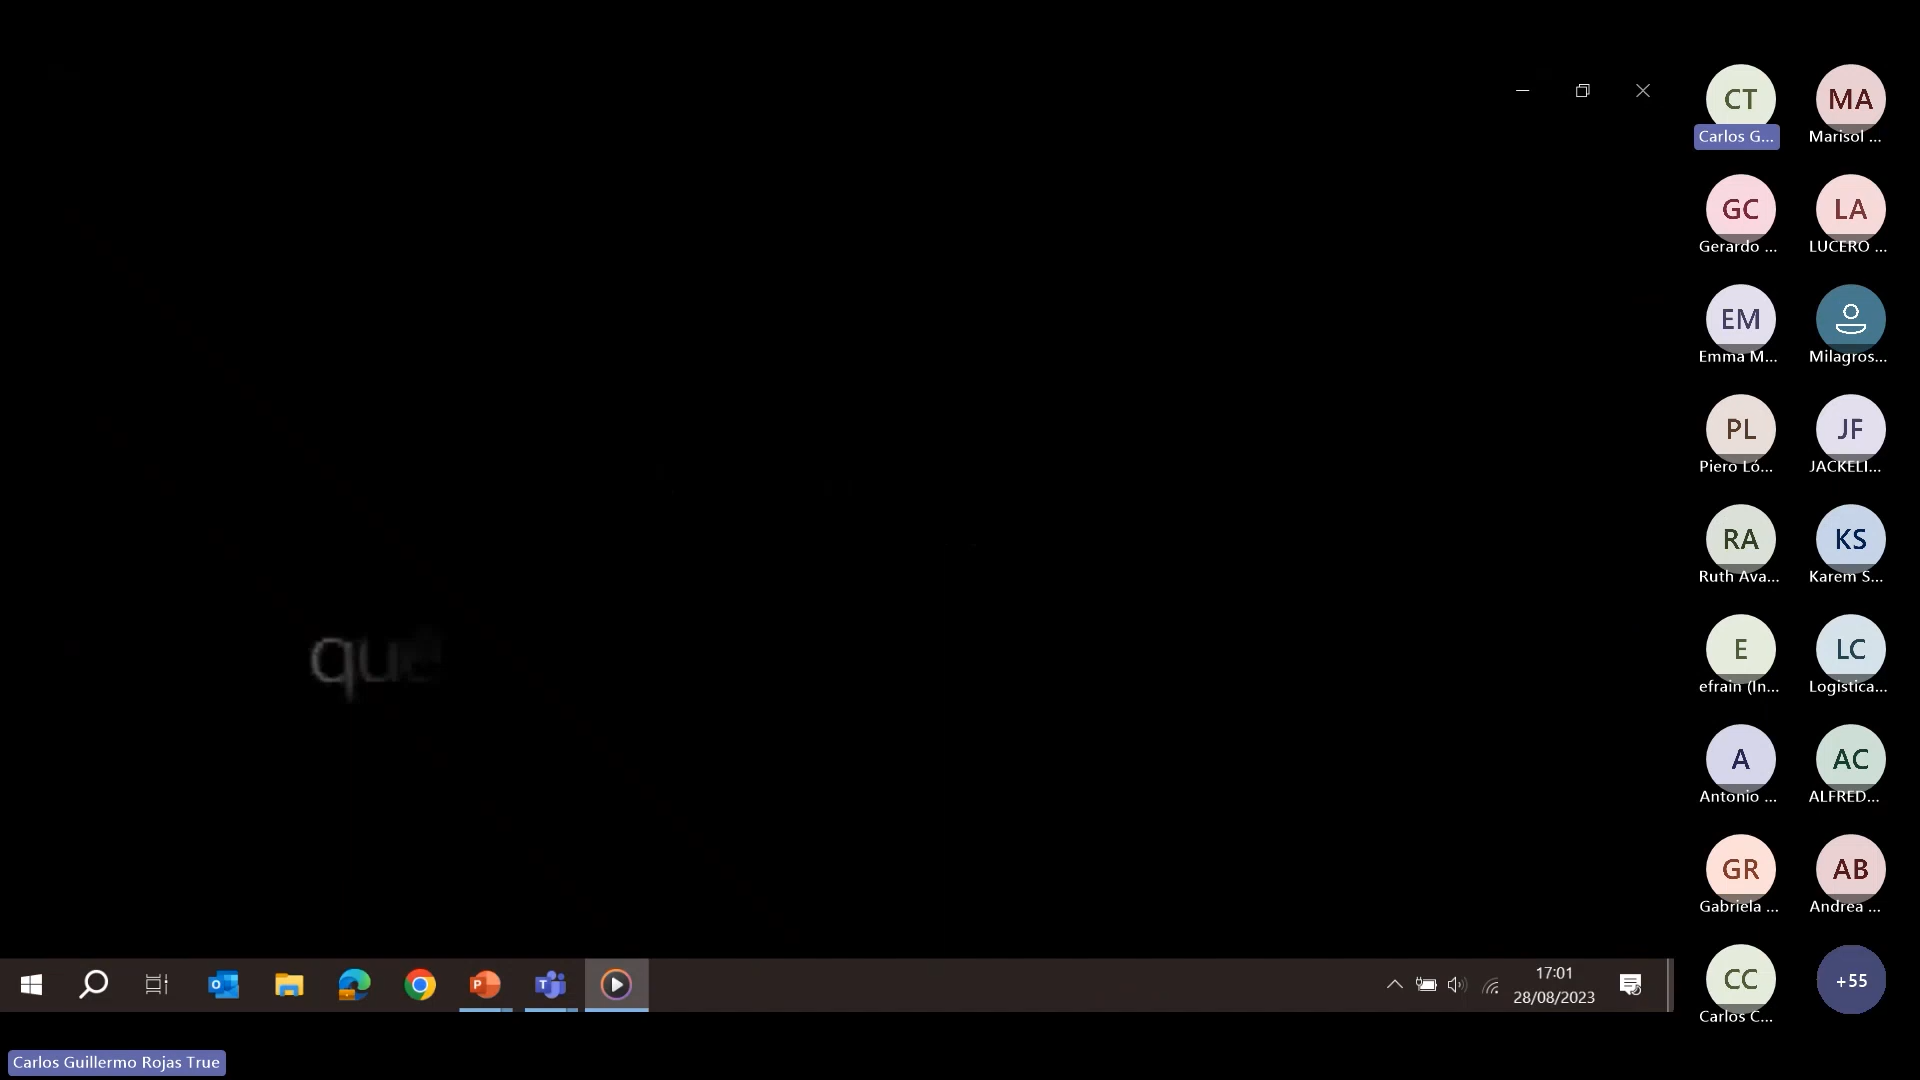 CT
MA
Carlos G...
Marisol ...
GC
LA
Gerardo ...
LUCERO ...
EM
Emma M...
Milagros...
PL
JF
Piero Ló...
JACKELI...
RA
KS
Ruth Ava...
Karem S...
E
LC
efrain (In...
Logistica...
que
A
AC
Antonio ...
ALFRED...
GR
AB
Gabriela ...
Andrea ...
CC
+55
Carlos C...
17:01
28/08/2023
Carlos Guillermo Rojas True